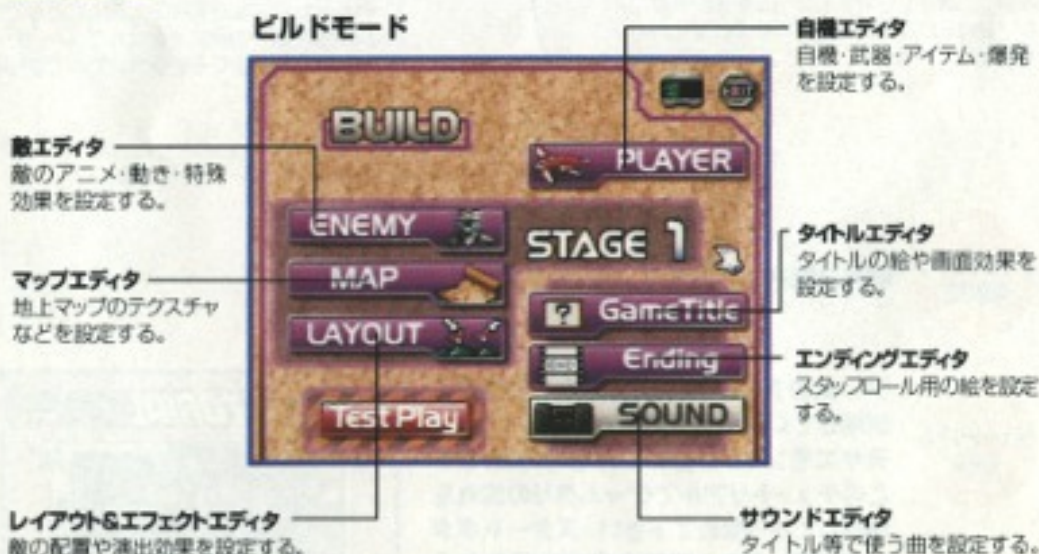 ビルドモード
自機エディタ
自機・武器・アイテム・爆発
を設定する。
敵エディタ
敵のアニメ・動き・特殊
効果を設定する。
マップエディタ
地上マップのテクスチャ
などを設定する。
BUILD
EXIT
PLAYER
ENEMY
STAGE 1
MAP
LAYOUT
GameTitle
Ending
END
Test Play
SOUND
タイトルエディタ
タイトルの絵や画面効果を
設定する。
エンディングエディタ
スタッフロール用の絵を設定
する。
レイアウト&エフェクトエディタ
敵の配置や演出効果を設定する。
サウンドエディタ
タイトル等で使う曲を設定する。